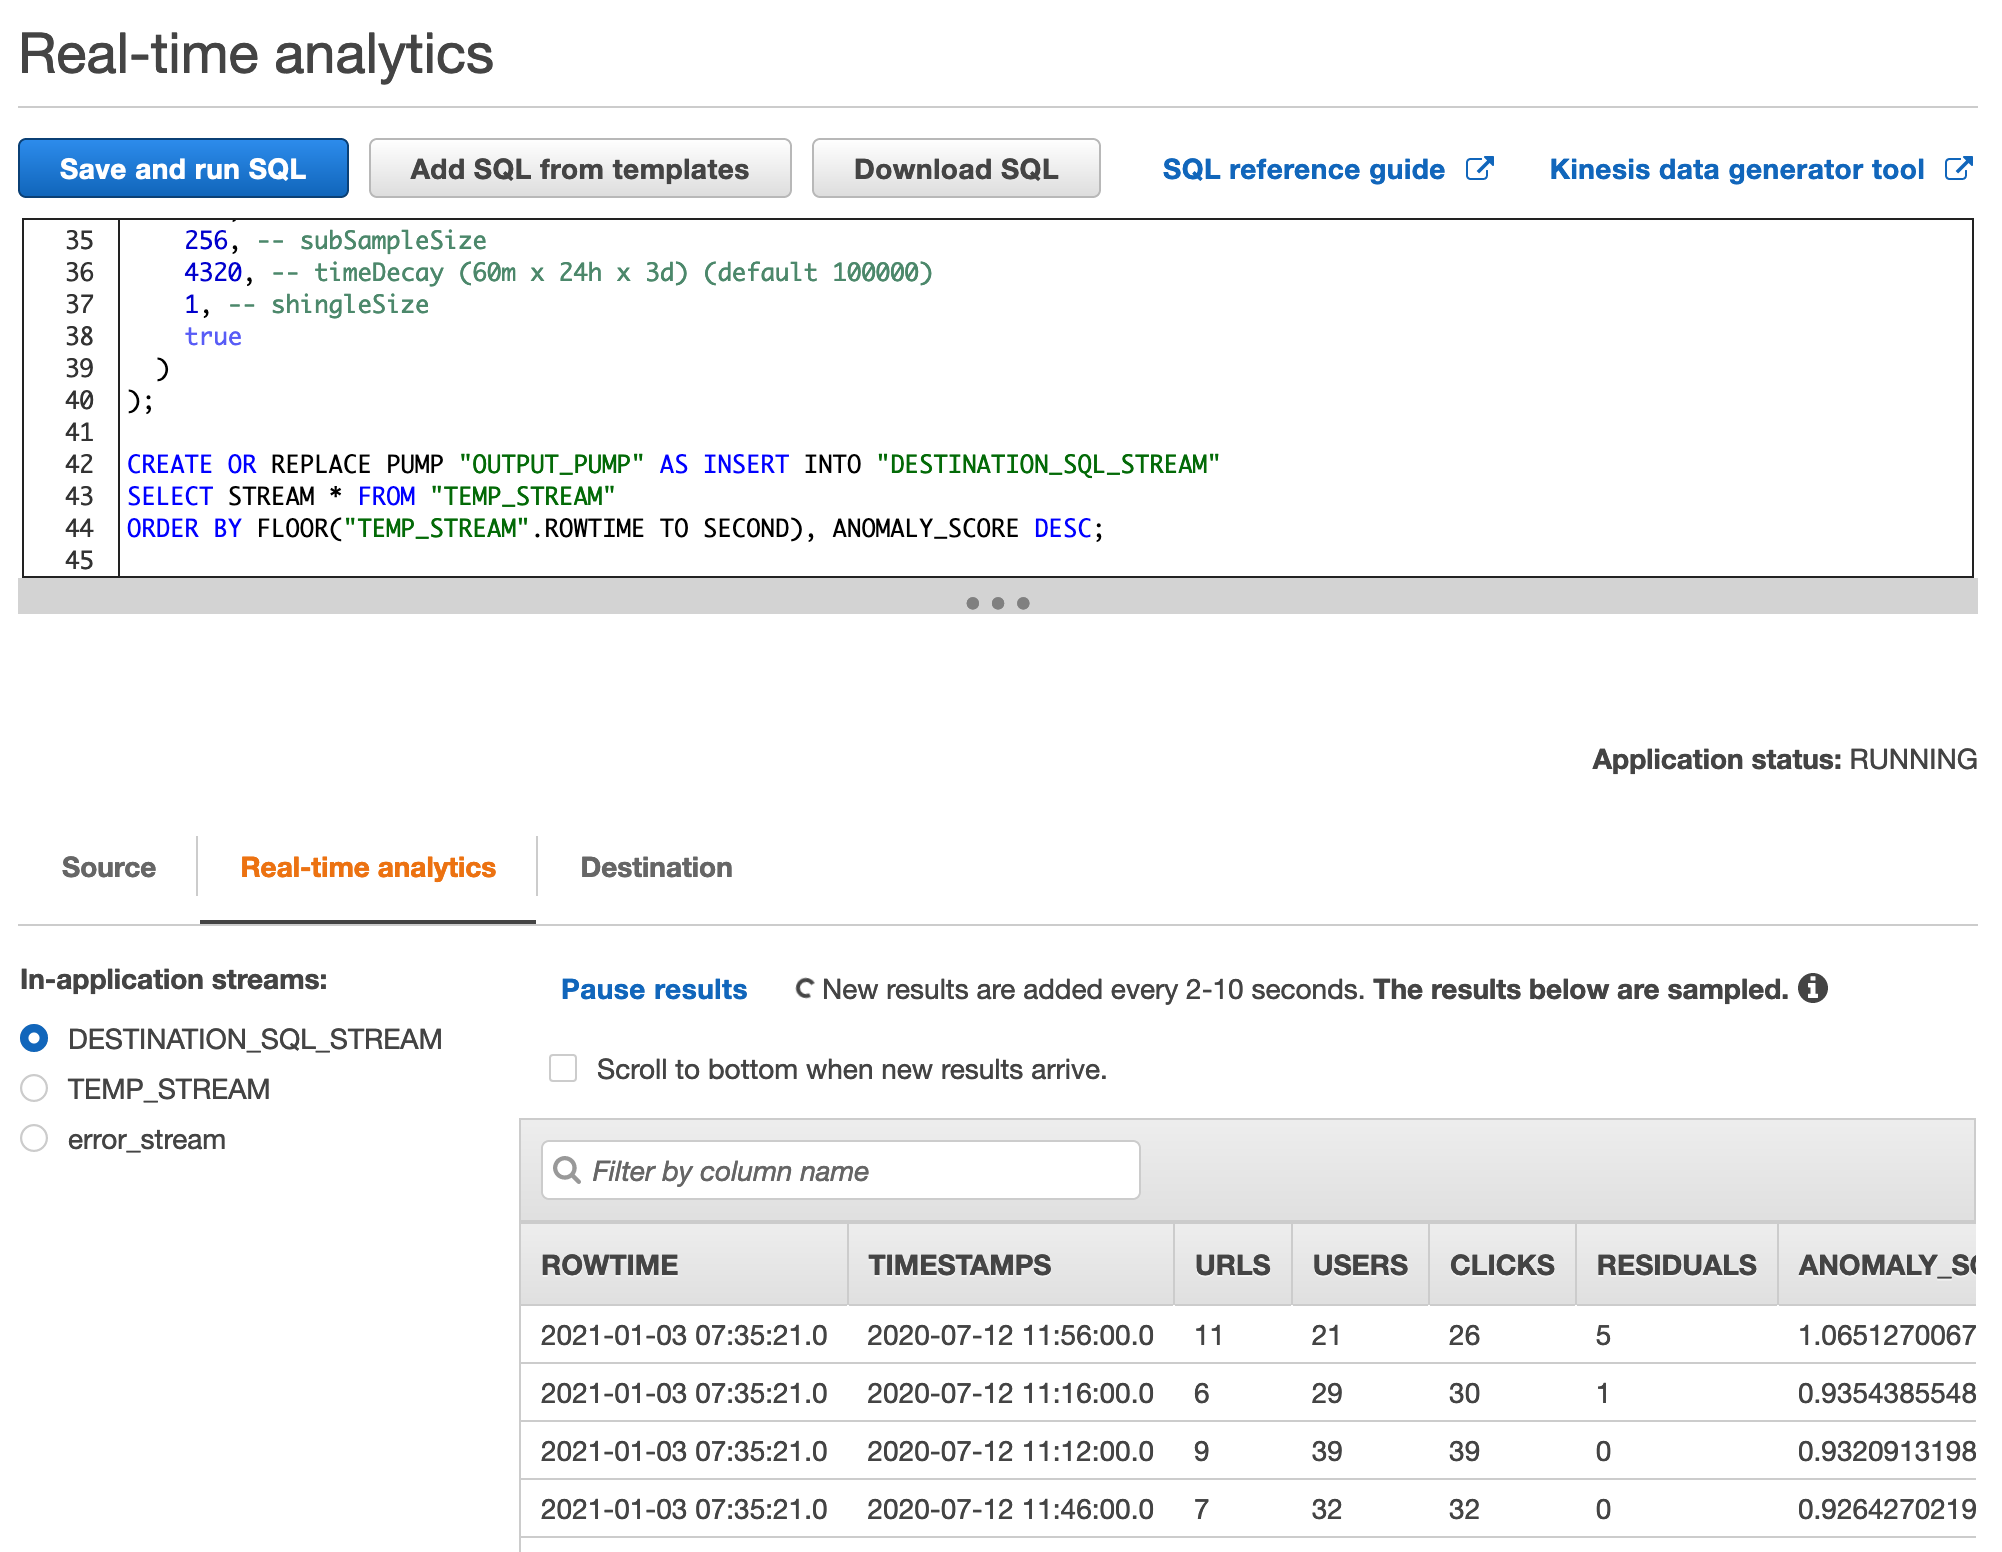 Real-time analytics
Save and run SQL
Add SQL from templates
Download SQL
SQL reference guide
Kinesis data generator tool
35 256, -- subSampleSize
36 4320, -- timeDecay (60m x 24h x 3d) (default 100000)
37 1, -- shingleSize
38 true
39 )
40 );
41
42 CREATE OR REPLACE PUMP "OUTPUT_PUMP" AS INSERT INTO "DESTINATION_SQL_STREAM"
43 SELECT STREAM * FROM "TEMP_STREAM"
44 ORDER BY FLOOR("TEMP_STREAM".ROWTIME TO SECOND), ANOMALY_SCORE DESC;
45
Application status: RUNNING
Source
Real-time analytics
Destination
In-application streams:
DESTINATION_SQL_STREAM
TEMP_STREAM
error_stream
Pause results
New results are added every 2-10 seconds. The results below are sampled.
Scroll to bottom when new results arrive.
Filter by column name
ROWTIME TIMESTAMPS URLS USERS CLICKS RESIDUALS ANOMALY_SC
2021-01-03 07:35:21.0 2020-07-12 11:56:00.0 11 21 26 5 1.0651270067
2021-01-03 07:35:21.0 2020-07-12 11:16:00.0 6 29 30 1 0.9354385548
2021-01-03 07:35:21.0 2020-07-12 11:12:00.0 9 39 39 0 0.9320913198
2021-01-03 07:35:21.0 2020-07-12 11:46:00.0 7 32 32 0 0.9264270219